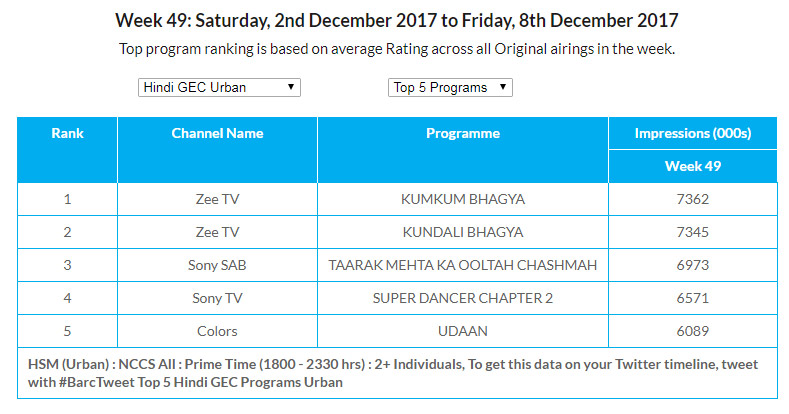 Week 49: Saturday, 2nd December 2017 to Friday, 8th December 2017
Top program ranking is based on average Rating across all Original airings in the week.
Hindi GEC Urban Top 5 Programs
Rank Channel Name Programme Impressions (000s)
Week 49
1 Zee TV KUMKUM BHAGYA 7362
2 Zee TV KUNDALI BHAGYA 7345
3 Sony SAB TAARAK MEHTA KA OOLTAH CHASHMAH 6973
4 Sony TV SUPER DANCER CHAPTER 2 6571
5 Colors UDAAN 6089
HSM (Urban) : NCCS All : Prime Time (1800 - 2330 hrs) : 2+ Individuals, To get this data on your Twitter timeline, tweet
with #BarcTweet Top 5 Hindi GEC Programs Urban